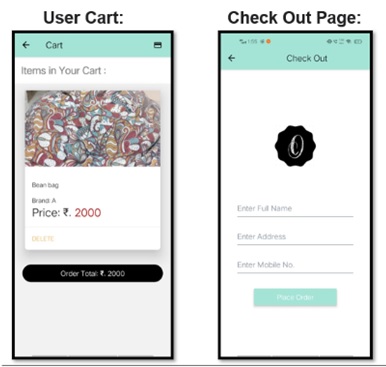 User Cart:
Check Out Page:
Cart
Check Out
Items in Your Cart :
Bean bag
Brand: A
Price: ₹. 2000
DELETE
Order Total: ₹. 2000
Enter Full Name
Enter Address
Enter Mobile No.
Place Order